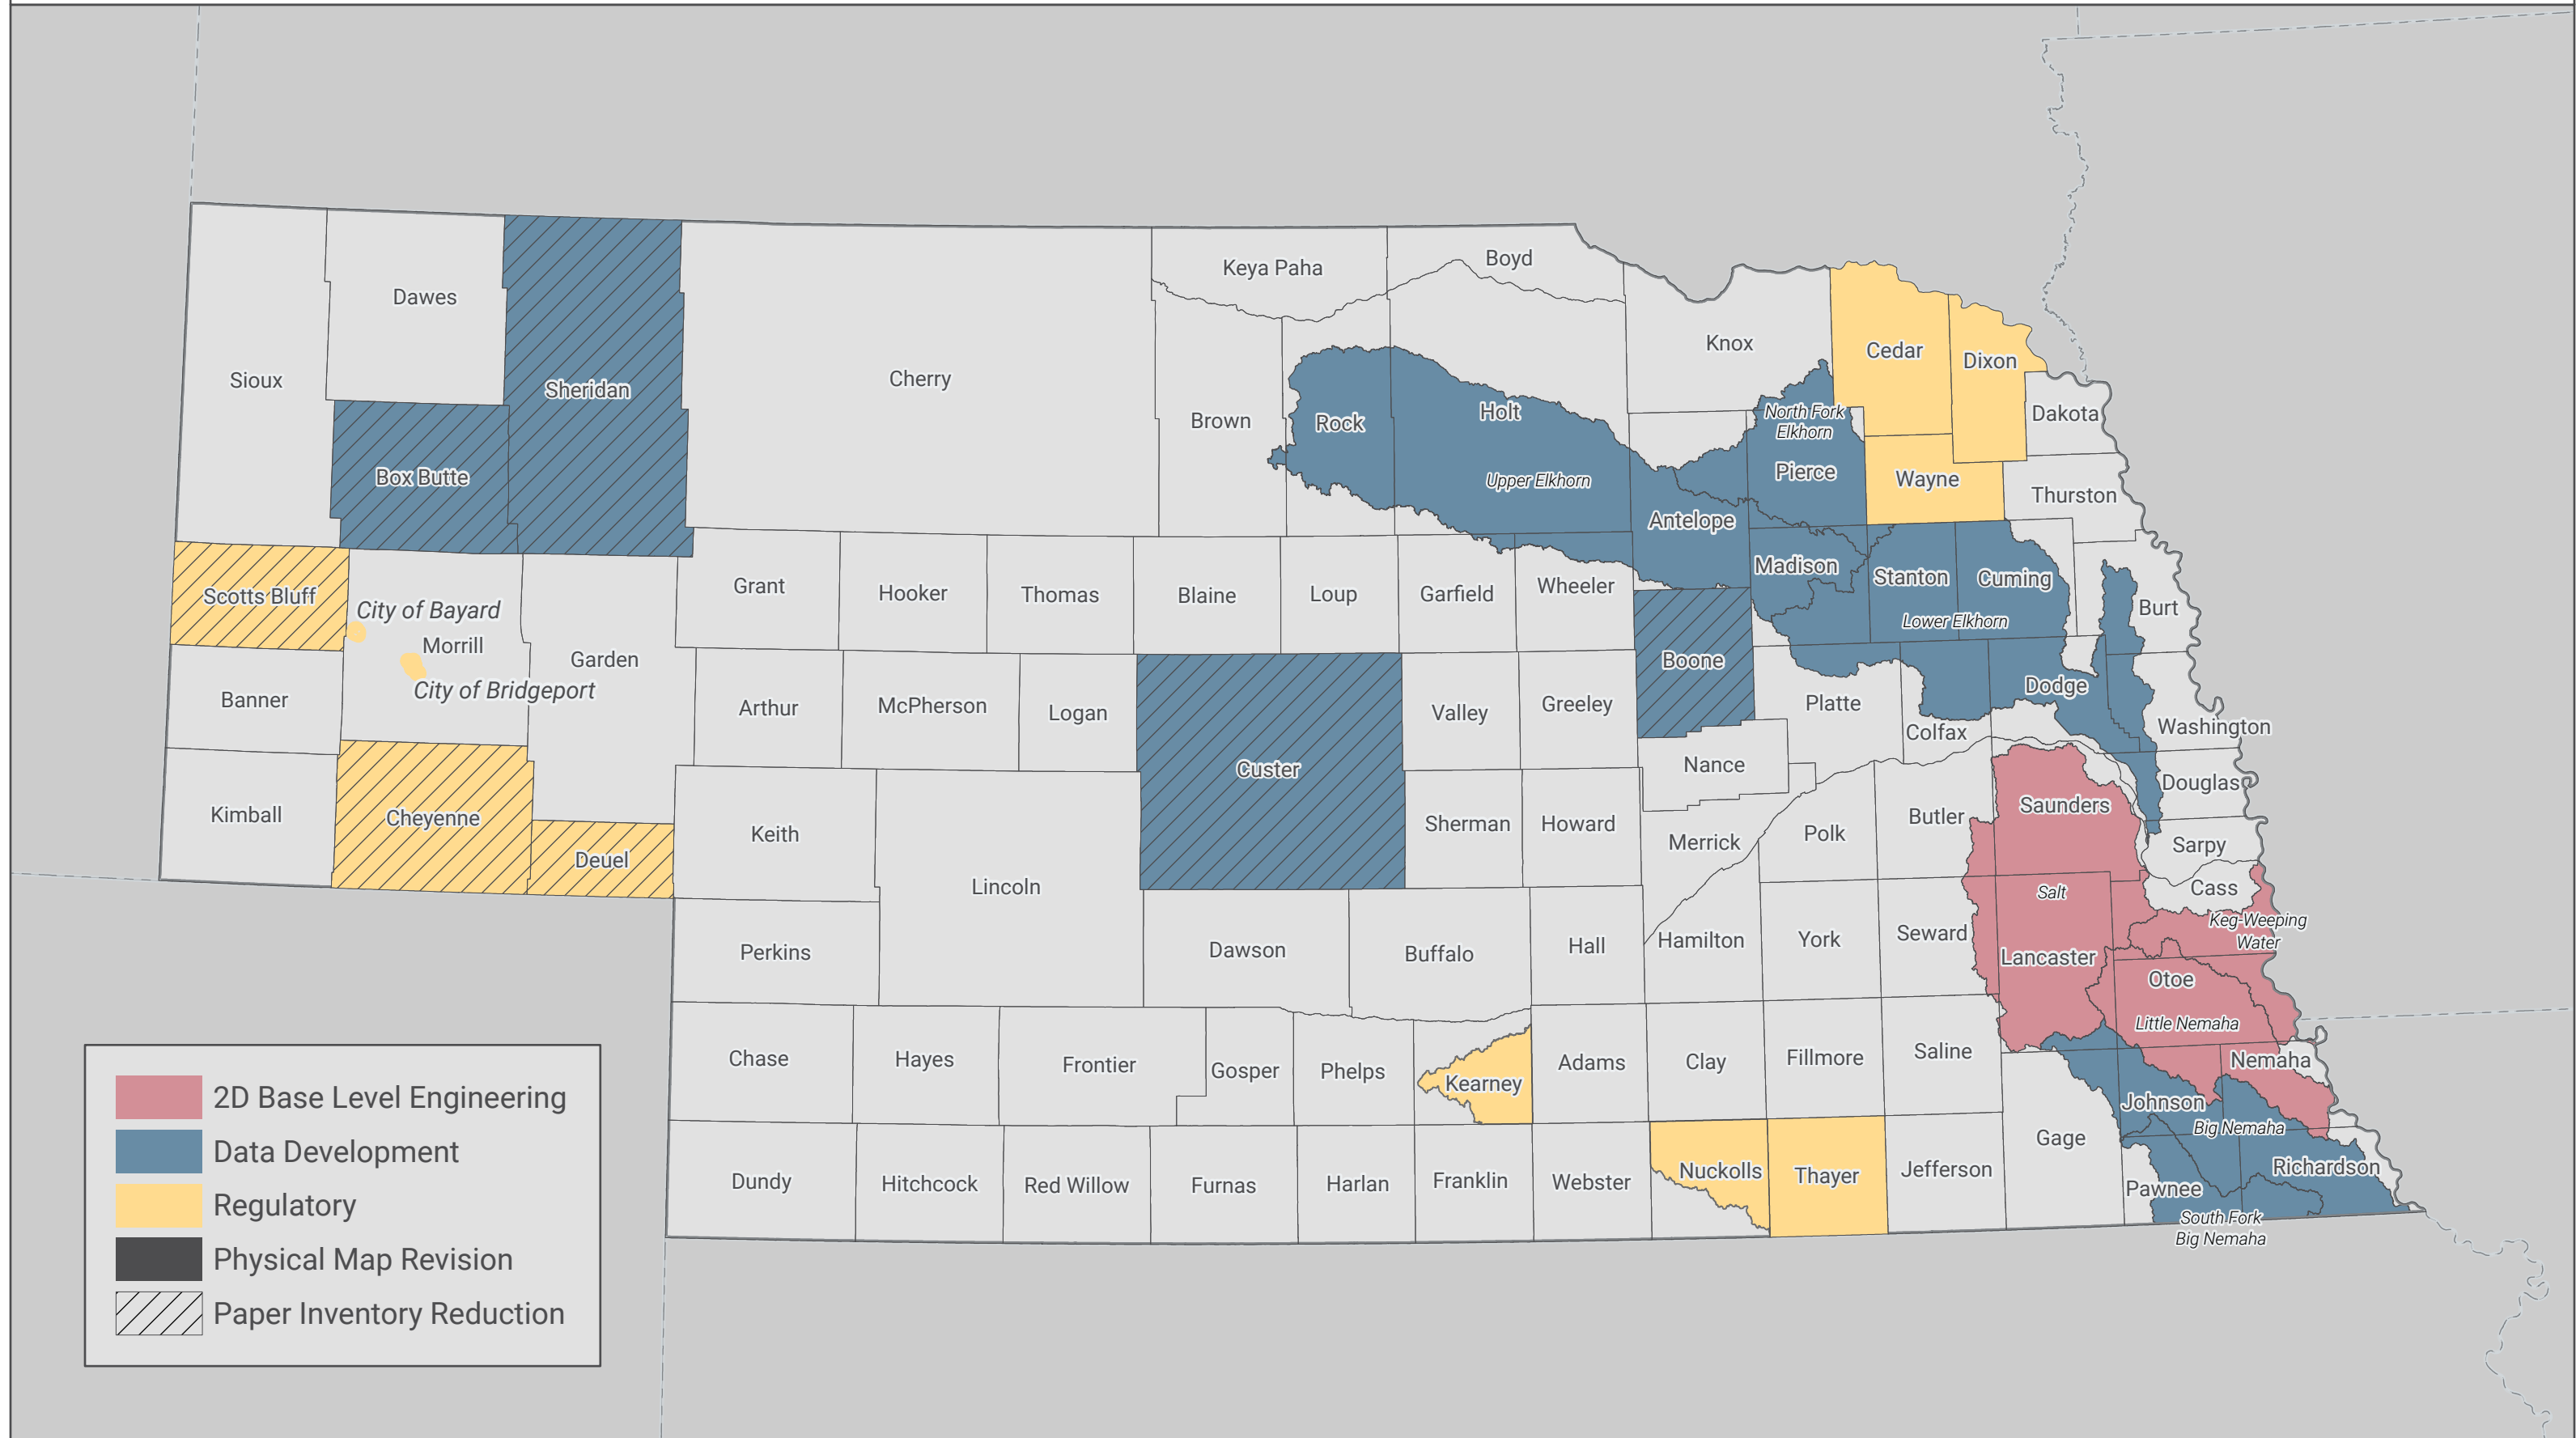 Boyd
Keya Paha
Dawes
Knox
Cedar
Dixon
Sioux
Sheridan
Cherry
Brown
Rock
Holt
North Fork
Elkhorn
Dakota
Box Butte
Upper Elkhorn
Pierce
Wayne
Thurston
Antelope
Scotts Bluff
City of Bayard
Morrill
City of Bridgeport
Garden
Grant
Hooker
Thomas
Blaine
Loup
Garfield
Wheeler
Madison
Stanton
Cuming
Lower Elkhorn
Burt
Banner
Arthur
McPherson
Logan
Custer
Valley
Greeley
Boone
Platte
Colfax
Dodge
Washington
Kimball
Cheyenne
Deuel
Keith
Lincoln
Sherman
Howard
Nance
Merrick
Polk
Butler
Saunders
Douglas
Sarpy
Cass
Salt
Keg-Weeping
Water
Perkins
Dawson
Buffalo
Hall
Hamilton
York
Seward
Lancaster
Otoe
Little Nemaha
Chase
Hayes
Frontier
Gosper
Phelps
Kearney
Adams
Clay
Fillmore
Saline
Nemaha
Johnson
Big Nemaha
Gage
Dundy
Hitchcock
Red Willow
Furnas
Harlan
Franklin
Webster
Nuckolls
Thayer
Jefferson
Pawnee
Richardson
South Fork
Big Nemaha
2D Base Level Engineering
Data Development
Regulatory
Physical Map Revision
Paper Inventory Reduction